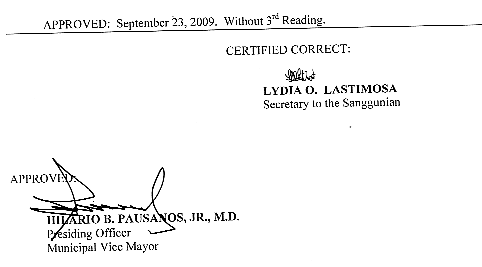 APPROVED: September 23, 2009. Without 3rd Reading.
CERTIFIED CORRECT:
LYDIA O. LASTIMOSA
Secretary to the Sanggunian
APPROVED:
HILARIO B. PAUSANOS, JR., M.D.
Presiding Officer
Municipal Vice Mayor